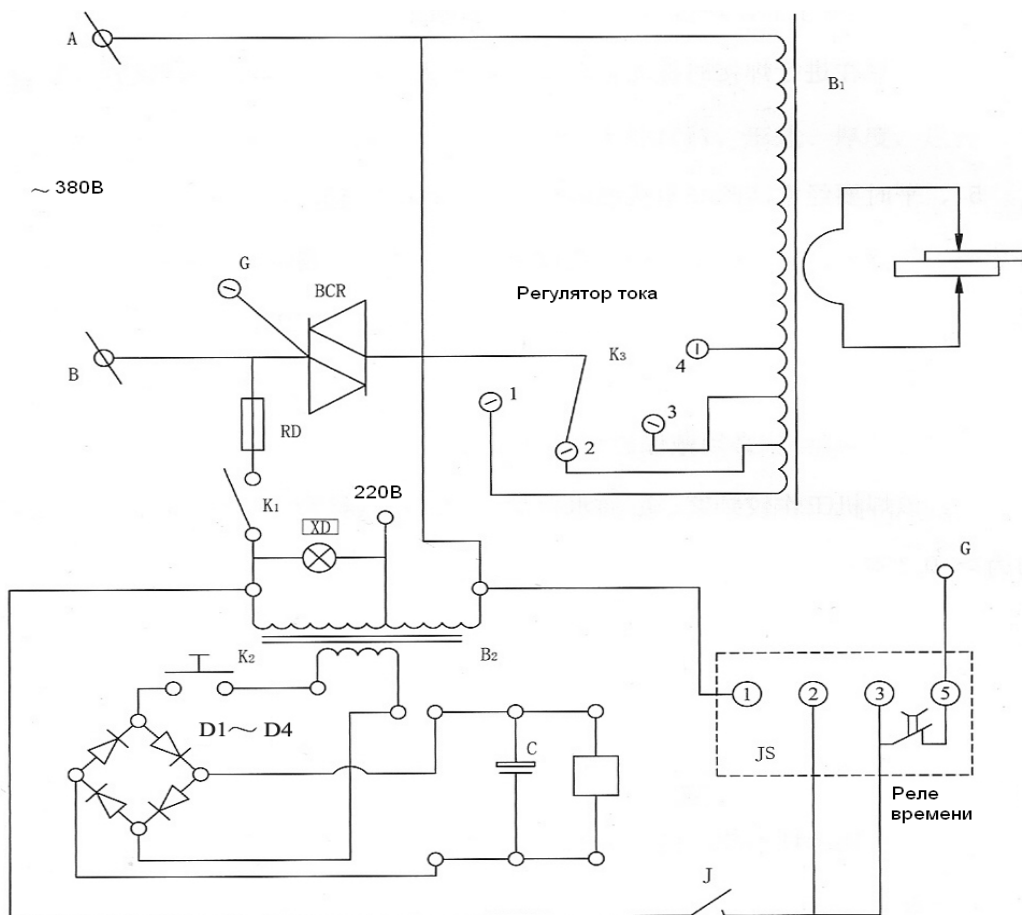 A
B₁
~ 380В
G
BCR
Регулятор тока
K₃
4
B
1
3
RD
2
220В
K₁
XD
G
K₂
B₂
1
2
3
5
D1~ D4
C
JS
Реле
времени
J